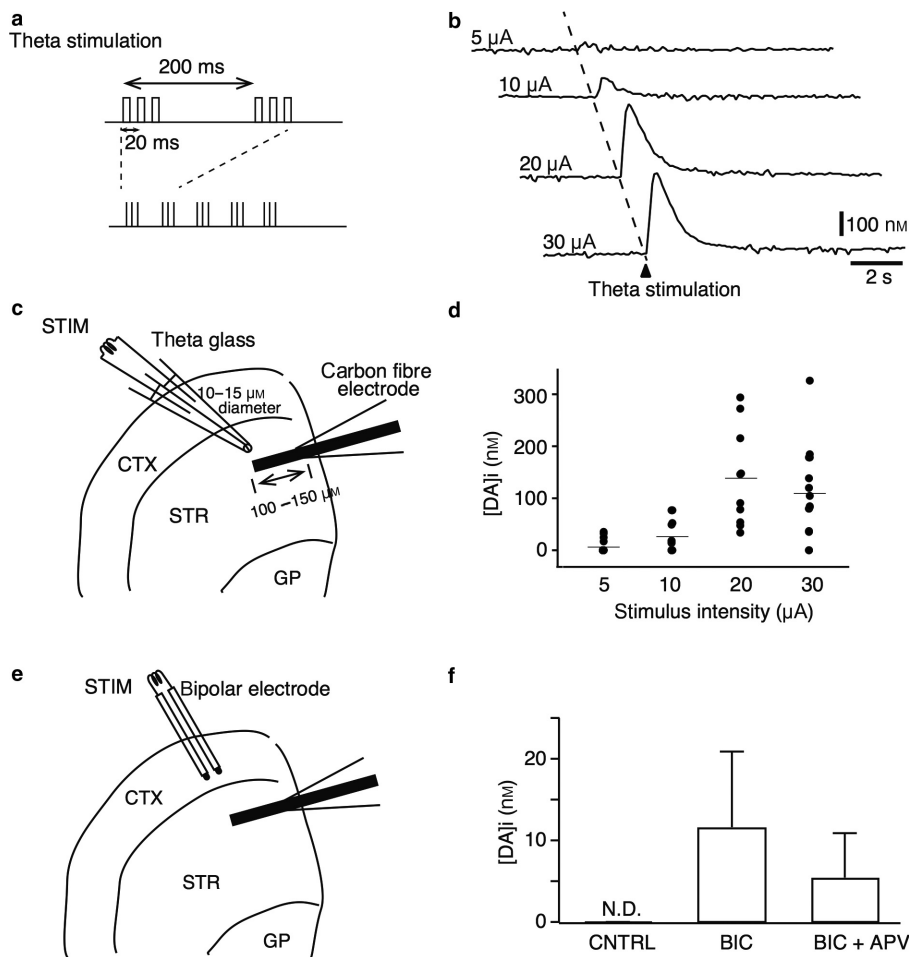 a
Theta stimulation
200 ms
20 ms
b
5 µA
10 µA
20 µA
30 µA
100 nM
2 s
Theta stimulation
c
STIM
Theta glass
Carbon fibre
electrode
10–15 µM
diameter
CTX
STR
100 –150 µM
GP
d
[DA]i (nM)
300
200
100
0
5 10 20 30
Stimulus intensity (µA)
e
STIM
Bipolar electrode
CTX
STR
GP
f
[DA]i (nM)
20
10
0
N.D.
CNTRL BIC BIC + APV